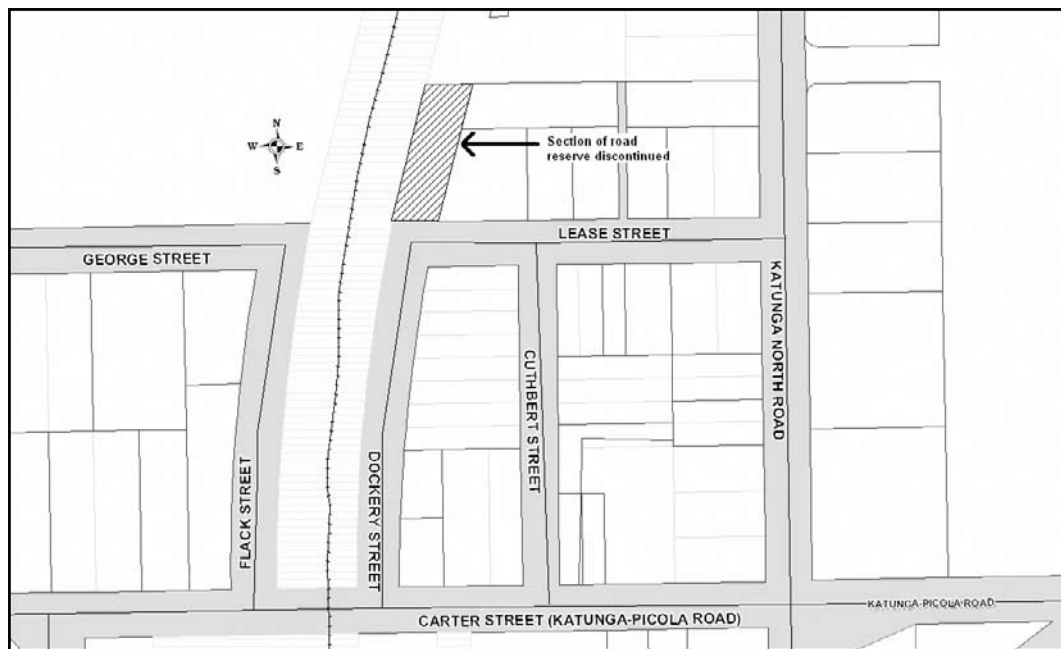 N
W E
S
Section of road
reserve discontinued
LEASE STREET
GEORGE STREET
KATUNGA NORTH ROAD
CUTHBERT STREET
DOCKERY STREET
FLACK STREET
KATUNGA-PICOLA-ROAD
CARTER STREET (KATUNGA-PICOLA ROAD)